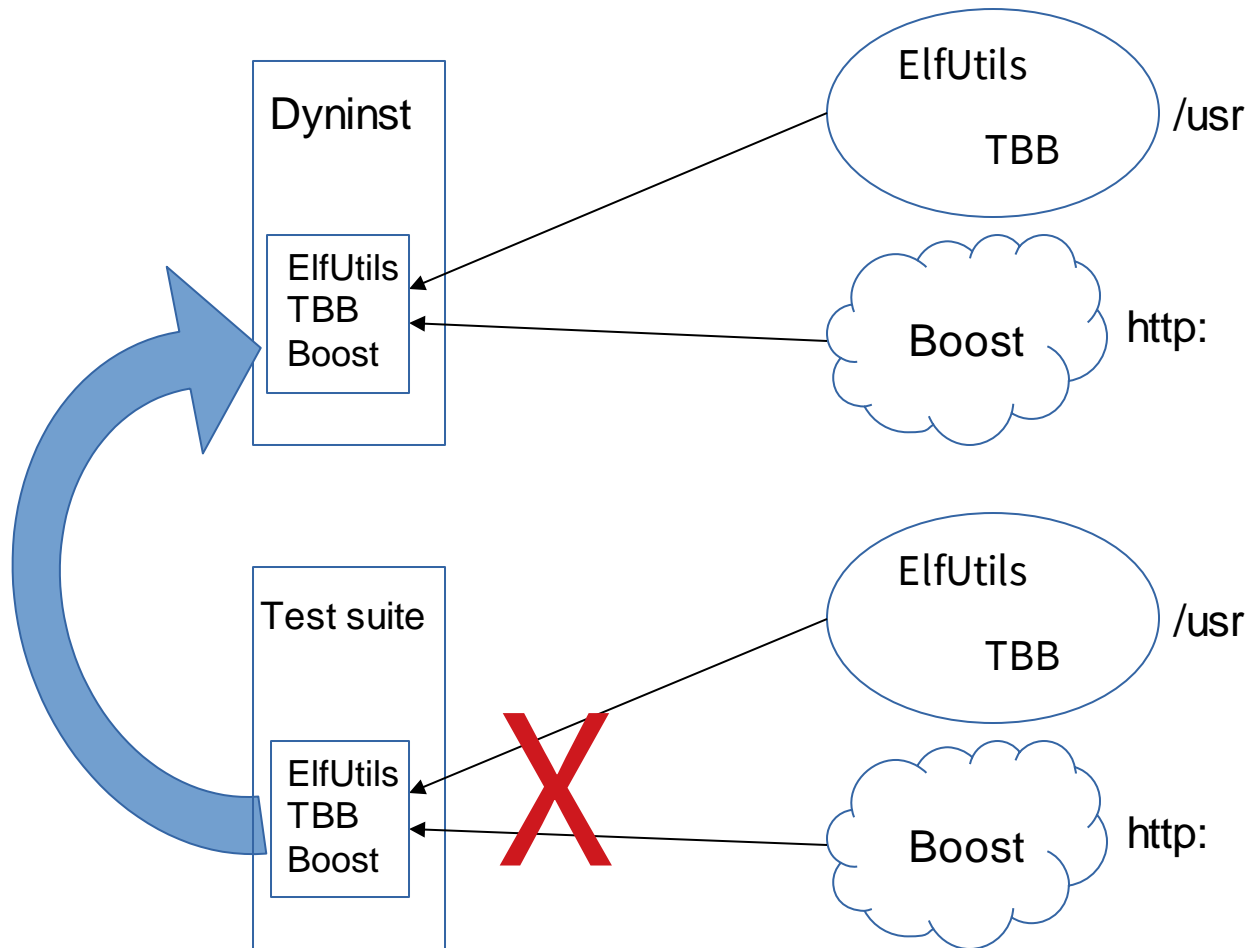 Dyninst
ElfUtils
TBB
Boost
ElfUtils
TBB
/usr
Boost
http:
Test suite
ElfUtils
TBB
Boost
X
ElfUtils
TBB
/usr
Boost
http: